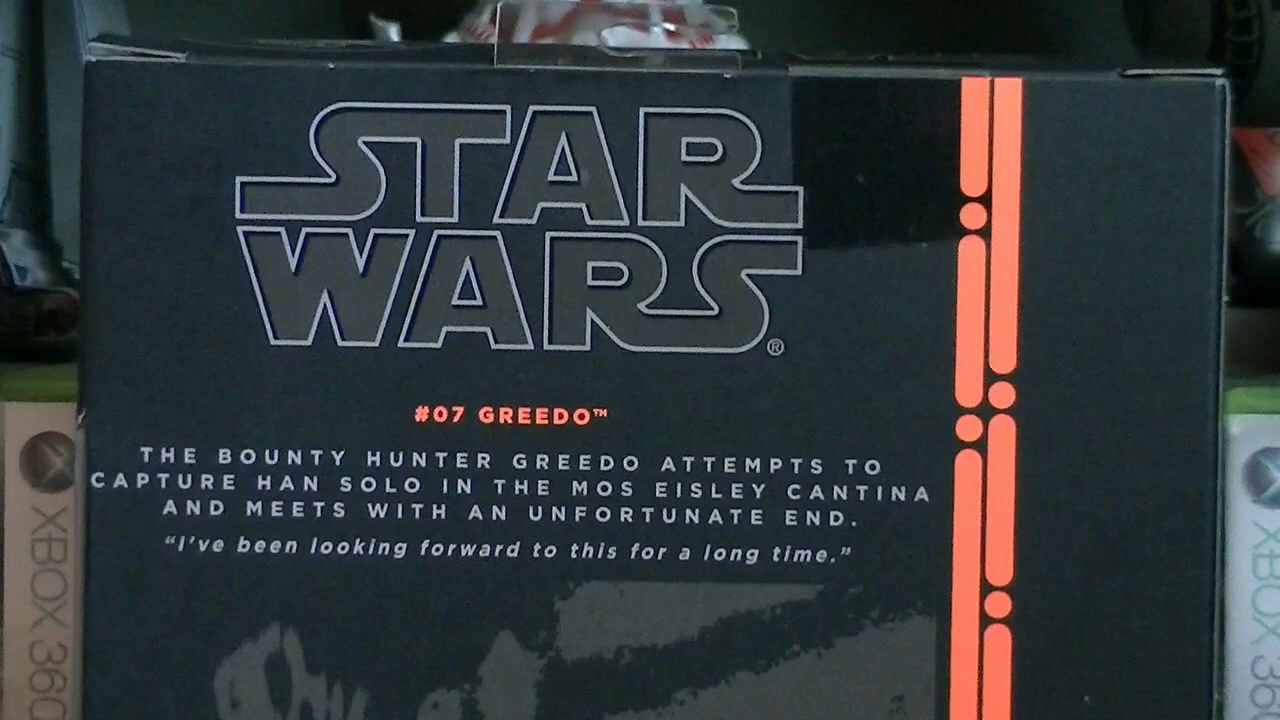 STAR
WARS®
#07 GREEDO™
THE BOUNTY HUNTER GREEDO ATTEMPTS TO
CAPTURE HAN SOLO IN THE MOS EISLEY CANTINA
AND MEETS WITH AN UNFORTUNATE END.
"I've been looking forward to this for a long time."
XBOX 360
XBOX 360